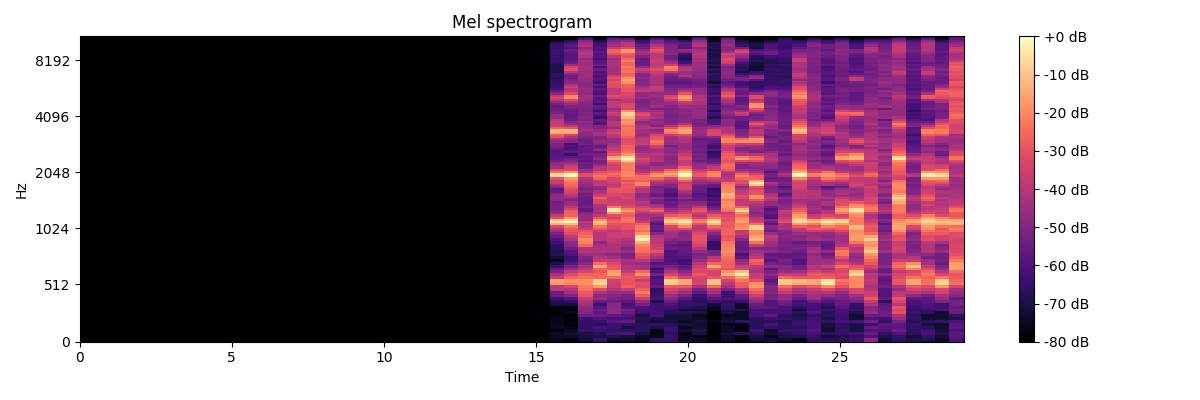 Mel spectrogram
Hz
8192
4096
2048
1024
512
0
0 5 10 15 20 25
Time
+0 dB
-10 dB
-20 dB
-30 dB
-40 dB
-50 dB
-60 dB
-70 dB
-80 dB